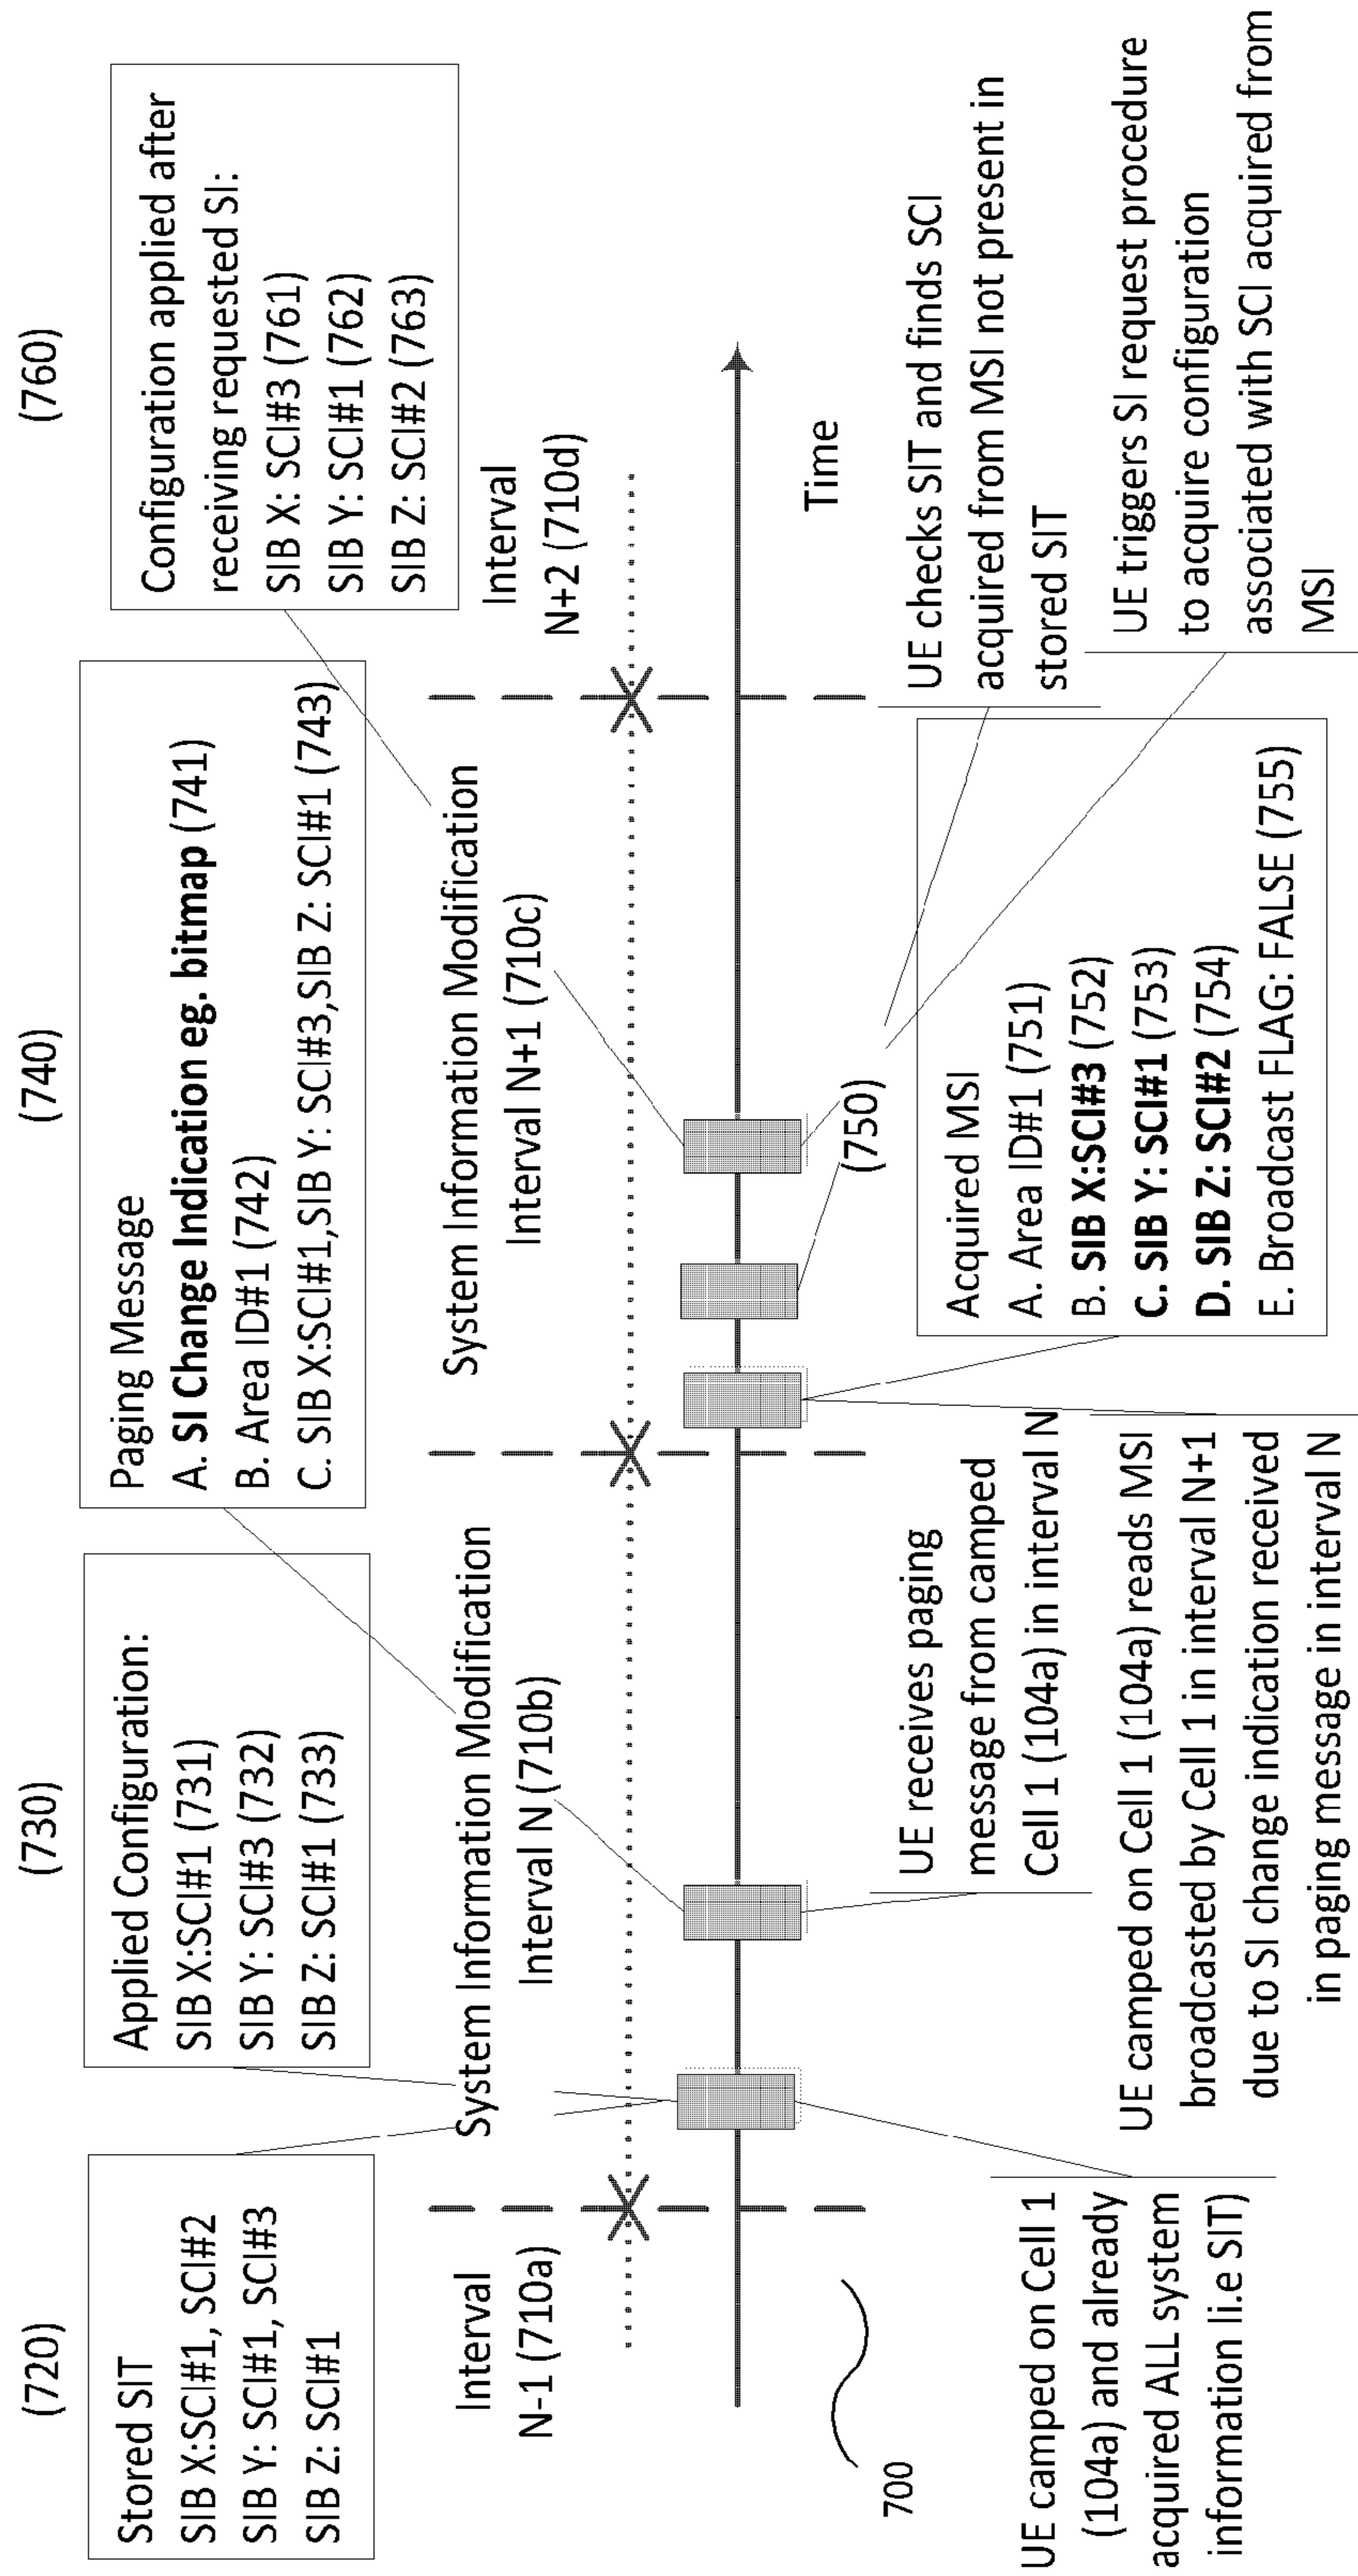 (720)
(730)
(740)
(760)
Stored SIT
SIB X:SCI#1, SCI#2
SIB Y: SCI#1, SCI#3
SIB Z: SCI#1
Applied Configuration:
SIB X:SCI#1 (731)
SIB Y: SCI#3 (732)
SIB Z: SCI#1 (733)
Paging Message
A. SI Change Indication eg. bitmap (741)
B. Area ID#1 (742)
C. SIB X:SCI#1,SIB Y: SCI#3,SIB Z: SCI#1 (743)
Configuration applied after
receiving requested SI:
SIB X: SCI#3 (761)
SIB Y: SCI#1 (762)
SIB Z: SCI#2 (763)
Interval
N-1 (710a)
System Information Modification
Interval N (710b)
System Information Modification
Interval N+1 (710c)
Interval
N+2 (710d)
Time
700
(750)
UE camped on Cell 1
(104a) and already
acquired ALL system
information li.e SIT)
UE receives paging
message from camped
Cell 1 (104a) in interval N
UE camped on Cell 1 (104a) reads MSI
broadcasted by Cell 1 in interval N+1
due to SI change indication received
in paging message in interval N
Acquired MSI
A. Area ID#1 (751)
B. SIB X:SCI#3 (752)
C. SIB Y: SCI#1 (753)
D. SIB Z: SCI#2 (754)
E. Broadcast FLAG: FALSE (755)
UE checks SIT and finds SCI
acquired from MSI not present in
stored SIT
UE triggers SI request procedure
to acquire configuration
associated with SCI acquired from
MSI